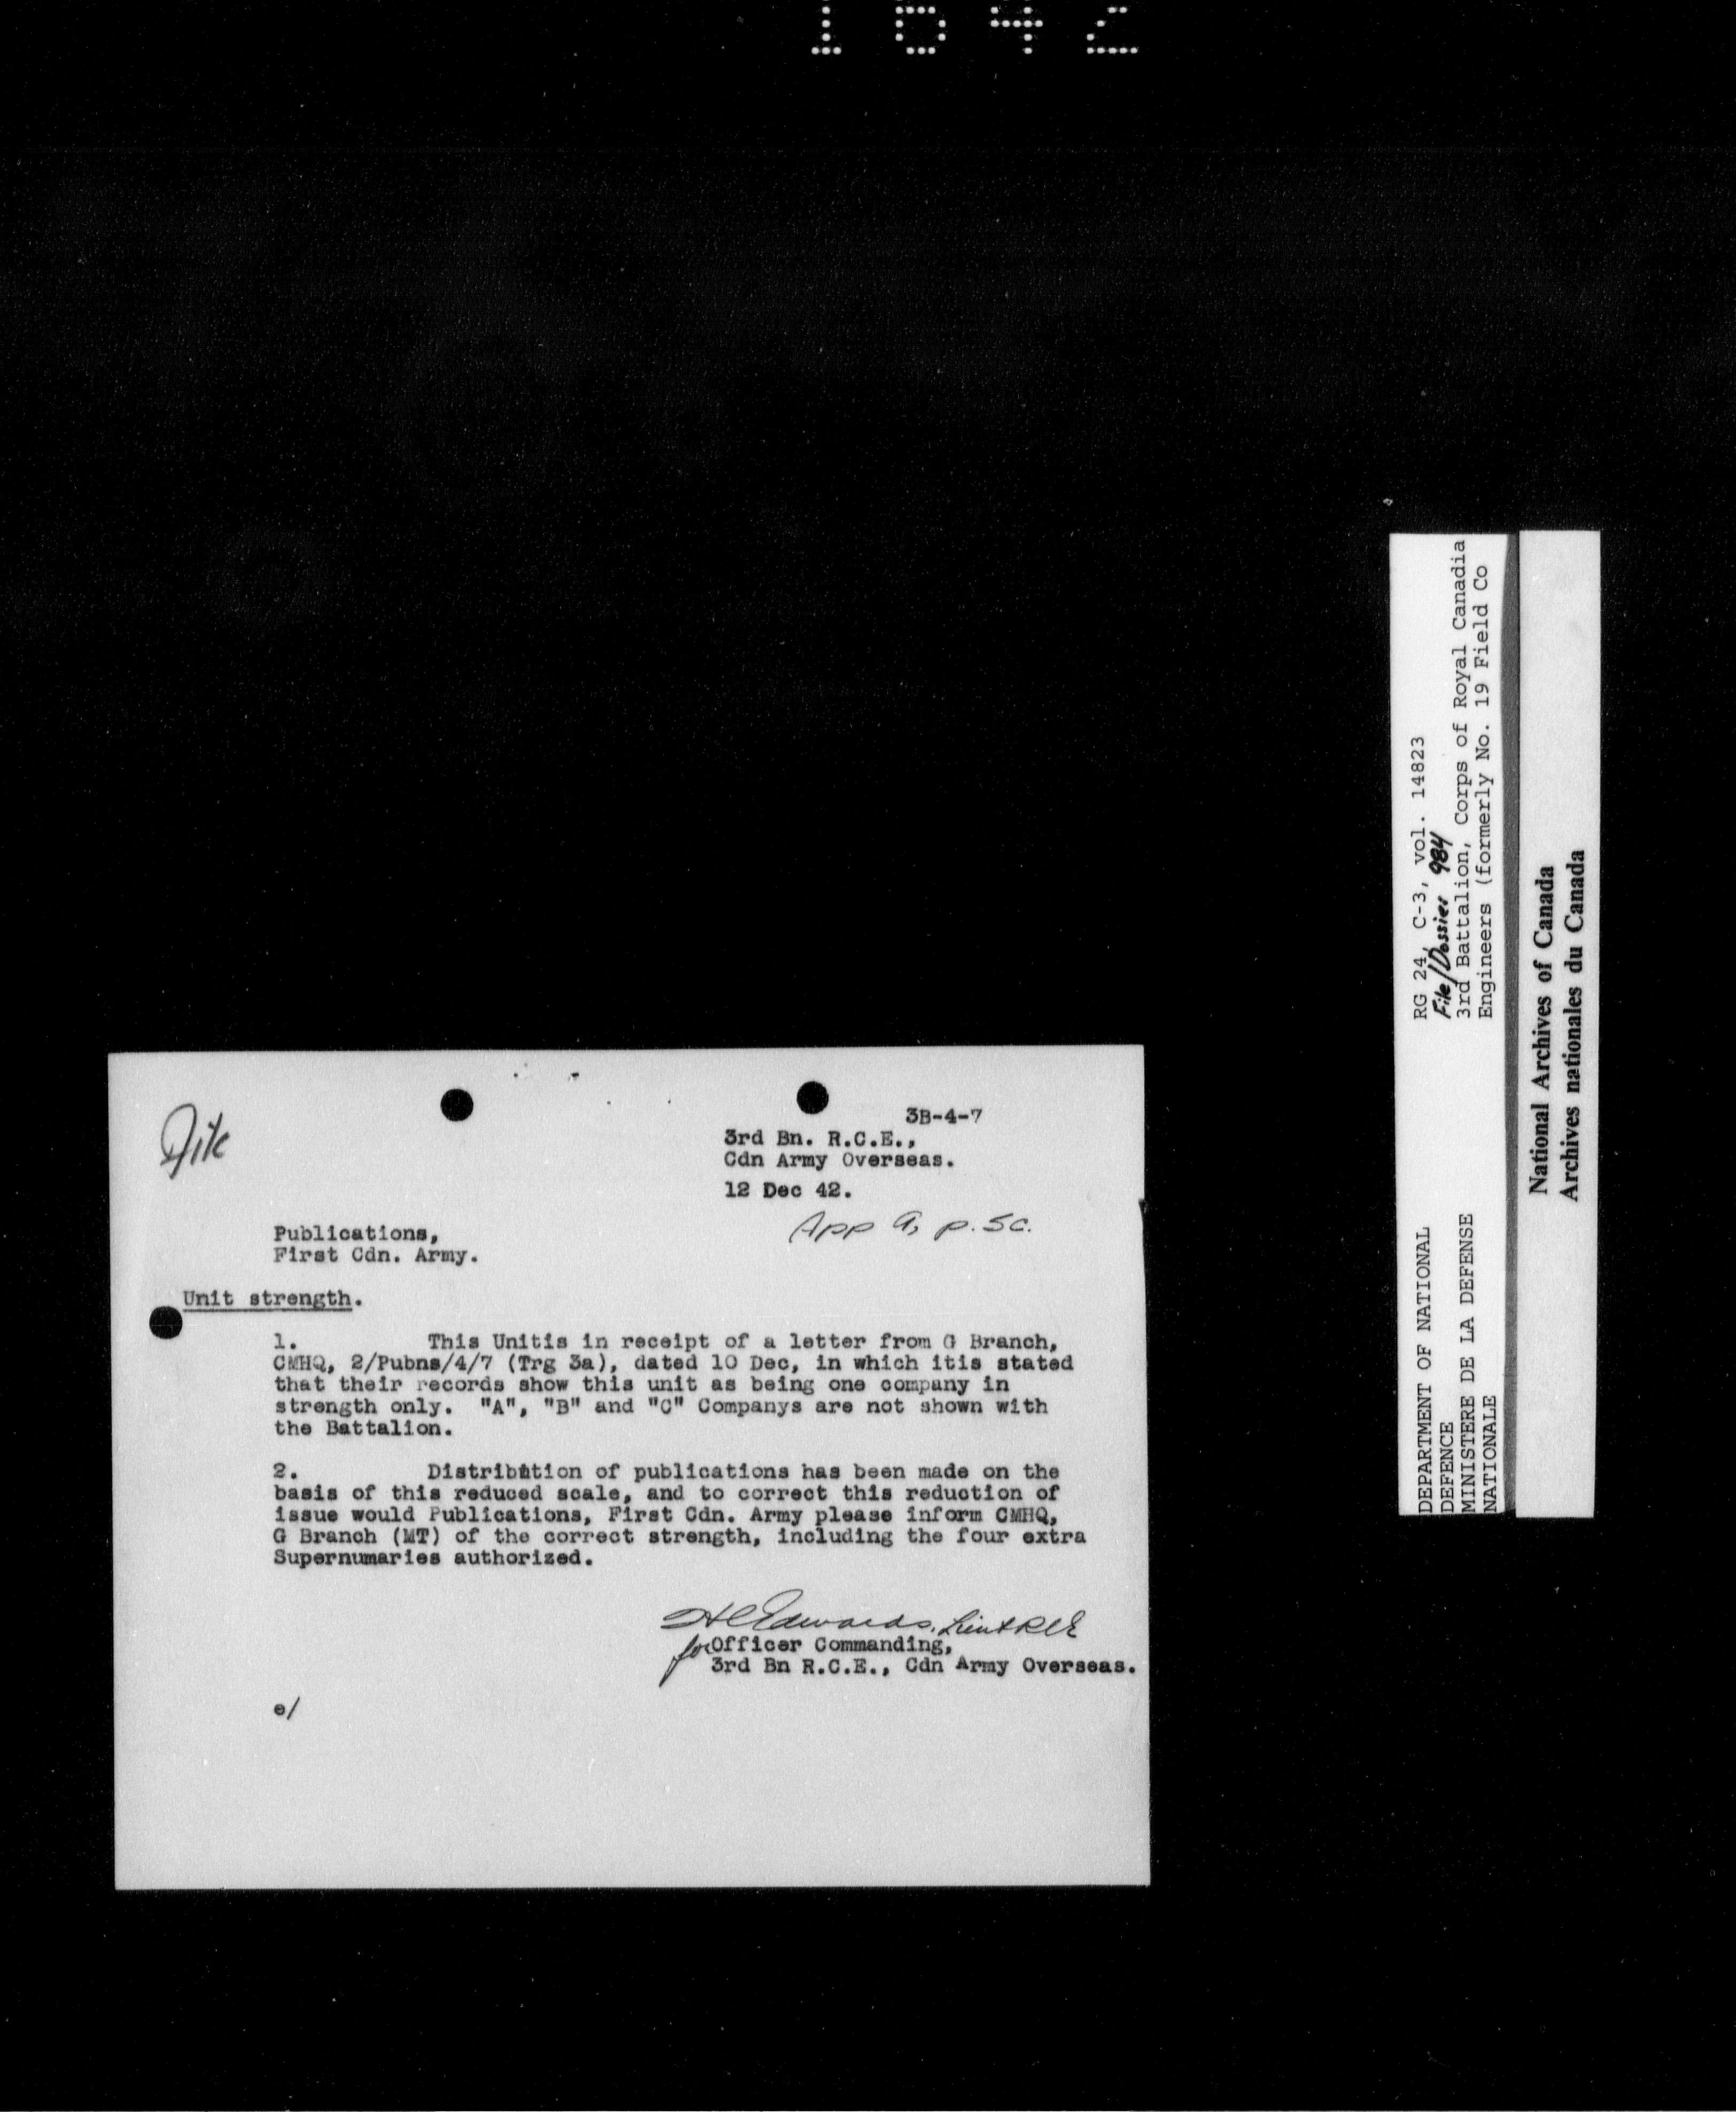 1642
File
3B-4-7
3rd Bn. R.C.E.,
Cdn Army Overseas.
12 Dec 42.
App 9, p. 5c.
Publications,
First Cdn. Army.
Unit strength.
1. This Unitis in receipt of a letter from G Branch,
CMHQ, 2/Pubns/4/7 (Trg 3a), dated 10 Dec, in which itis stated
that their records show this unit as being one company in
strength only. "A", "B" and "C" Companys are not shown with
the Battalion.
2. Distribution of publications has been made on the
basis of this reduced scale, and to correct this reduction of
issue would Publications, First Cdn. Army please inform CMHQ,
G Branch (MT) of the correct strength, including the four extra
Supernumaries authorized.
HCEdwards, Lieut RCE
for Officer Commanding,
3rd Bn R.C.E., Cdn Army Overseas.
e/
RG 24, C-3, vol. 14823
File/Dossier 984
3rd Battalion, Corps of Royal Canadia
Engineers (formerly No. 19 Field Co
DEPARTMENT OF NATIONAL
DEFENCE
MINISTERE DE LA DEFENSE
NATIONALE
National Archives of Canada
Archives nationales du Canada